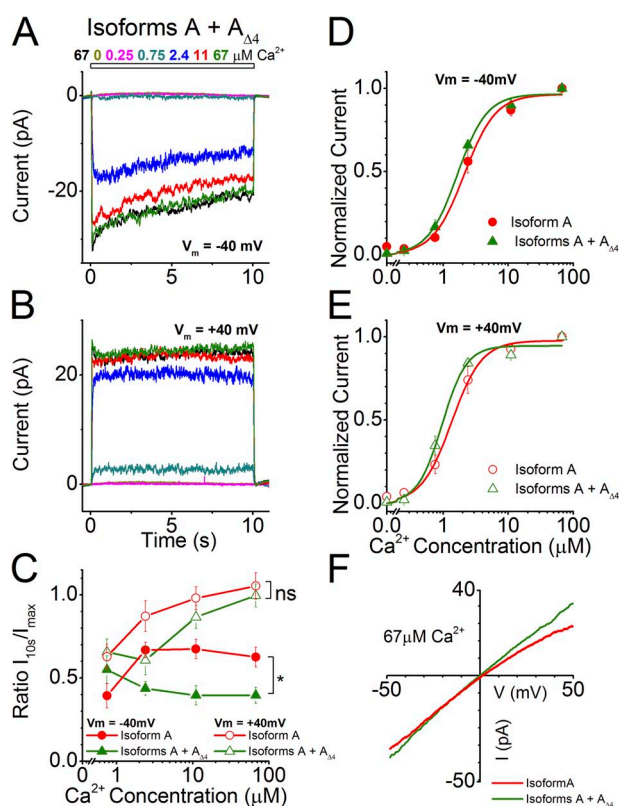 Isoforms A + AΔ4
A
67 0 0.25 0.75 2.4 11 67 μM Ca²⁺
Current (pA)
0
-20
Vm = -40 mV
0 5 10
B
Vm = +40 mV
Current (pA)
20
0
0 5 10
Time (s)
C
Ratio I10s/Imax
1.0
0.5
0.0
ns
*
Vm = -40mV Vm = +40mV
Isoform A Isoform A
Isoforms A + AΔ4 Isoforms A + AΔ4
1 10 100
Ca²⁺ Concentration (μM)
D
Vm = -40mV
Normalized Current
1.0
0.5
0.0
Isoform A
Isoforms A + AΔ4
0.0 1 10 100
E
Vm = +40mV
Normalized Current
1.0
0.5
0.0
Isoform A
Isoforms A + AΔ4
0.0 1 10 100
Ca²⁺ Concentration (μM)
F
40
67μM Ca²⁺
-50 50
V (mV)
I (pA)
-50
IsoformA
Isoforms A + AΔ4